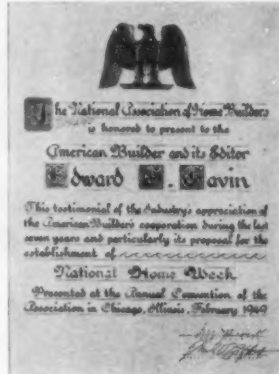 The National Association of Home Builders
is honored to present to the
American Builder and its Editor
Edward G. Gavin
This testimonial of the Industry's appreciation of
the American Builder's cooperation during the last
seven years and particularly its proposal for the
establishment of
National Home Week
Presented at the Annual Convention of the
Association in Chicago, Illinois, February 1949